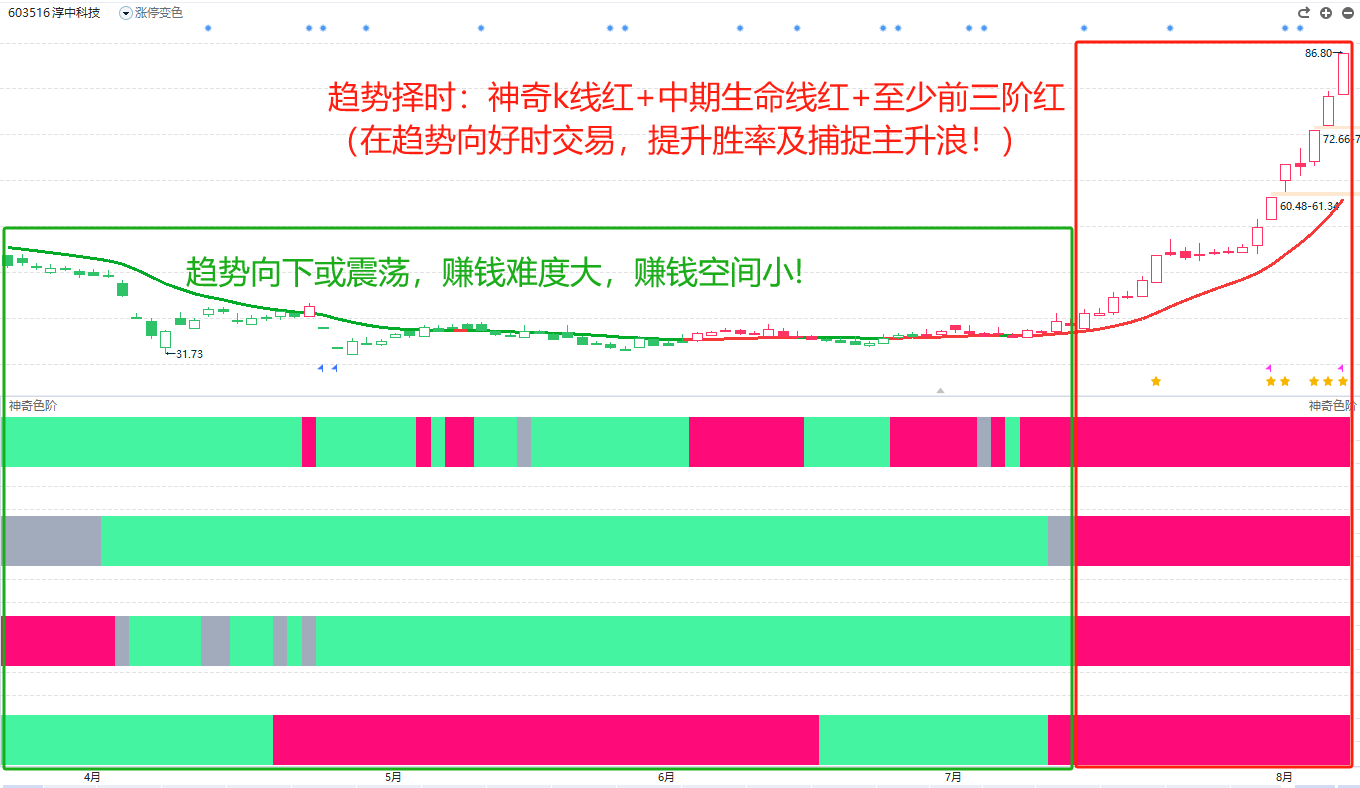 603516 淳中科技 涨停变色
86.80
趋势择时：神奇k线红+中期生命线红+至少前三阶红
（在趋势向好时交易，提升胜率及捕捉主升浪！）
72.66-7
60.48-61.34
趋势向下或震荡，赚钱难度大，赚钱空间小!
31.73
神奇色阶 神奇色阶
4月 5月 6月 7月 8月